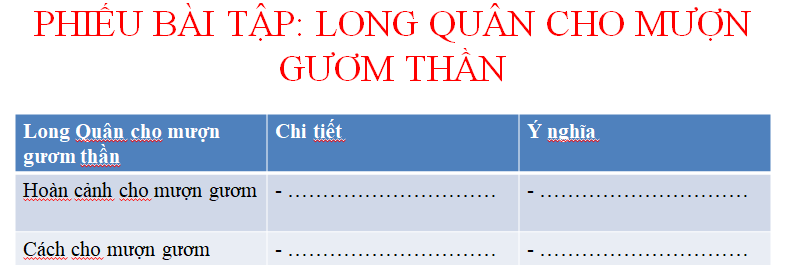 PHIẾU BÀI TẬP: LONG QUÂN CHO MƯỢN
GƯƠM THẦN
Long Quân cho mượn gươm thần Chi tiết Ý nghĩa
Hoàn cảnh cho mượn gươm - ………………………… - …………………………
Cách cho mượn gươm - ………………………… - …………………………